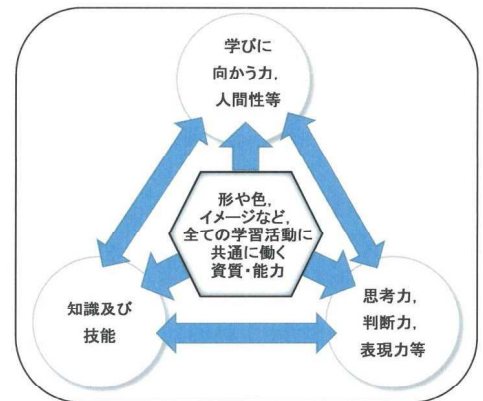 学びに
向かう力,
人間性等
形や色,
イメージなど,
全ての学習活動に
共通に働く
資質・能力
知識及び
技能
思考力,
判断力,
表現力等